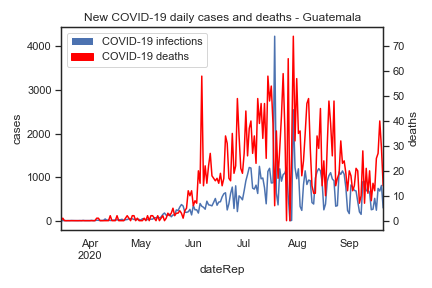 New COVID-19 daily cases and deaths - Guatemala
COVID-19 infections
COVID-19 deaths
4000
3000
2000
1000
0
cases
70
60
50
40
30
20
10
0
deaths
Apr May Jun Jul Aug Sep
2020
dateRep